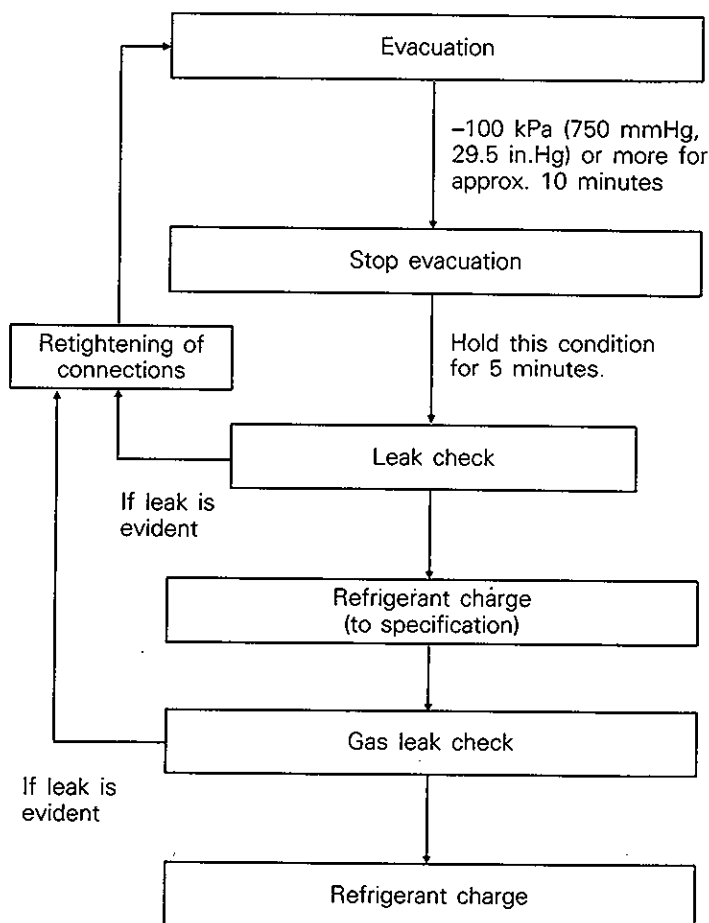 Evacuation
–100 kPa (750 mmHg,
29.5 in.Hg) or more for
approx. 10 minutes
Stop evacuation
Hold this condition
for 5 minutes.
Retightening of
connections
Leak check
If leak is
evident
Refrigerant charge
(to specification)
Gas leak check
If leak is
evident
Refrigerant charge